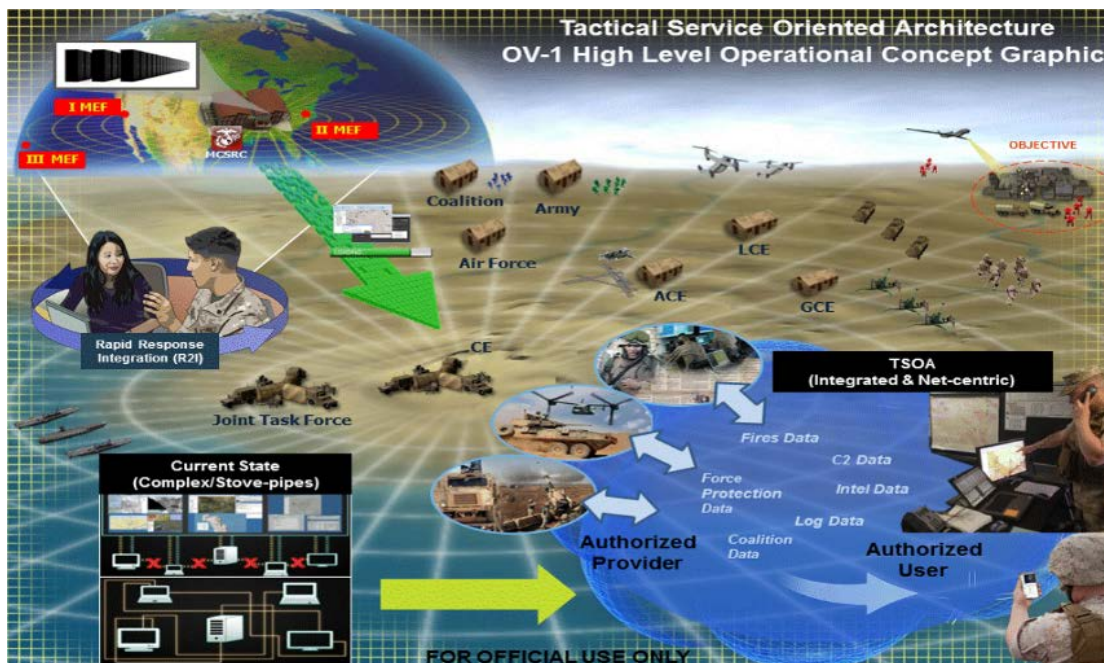 Tactical Service Oriented Architecture
OV-1 High Level Operational Concept Graphic
I MEF
II MEF
III MEF
MCSRC
OBJECTIVE
Coalition
Army
Air Force
LCE
ACE
GCE
CE
Rapid Response
Integration (R2I)
Joint Task Force
TSOA
(Integrated & Net-centric)
Current State
(Complex/Stove-pipes)
Fires Data
C2 Data
Force
Protection
Data
Intel Data
Log Data
Coalition
Data
Authorized
Provider
Authorized
User
FOR OFFICIAL USE ONLY